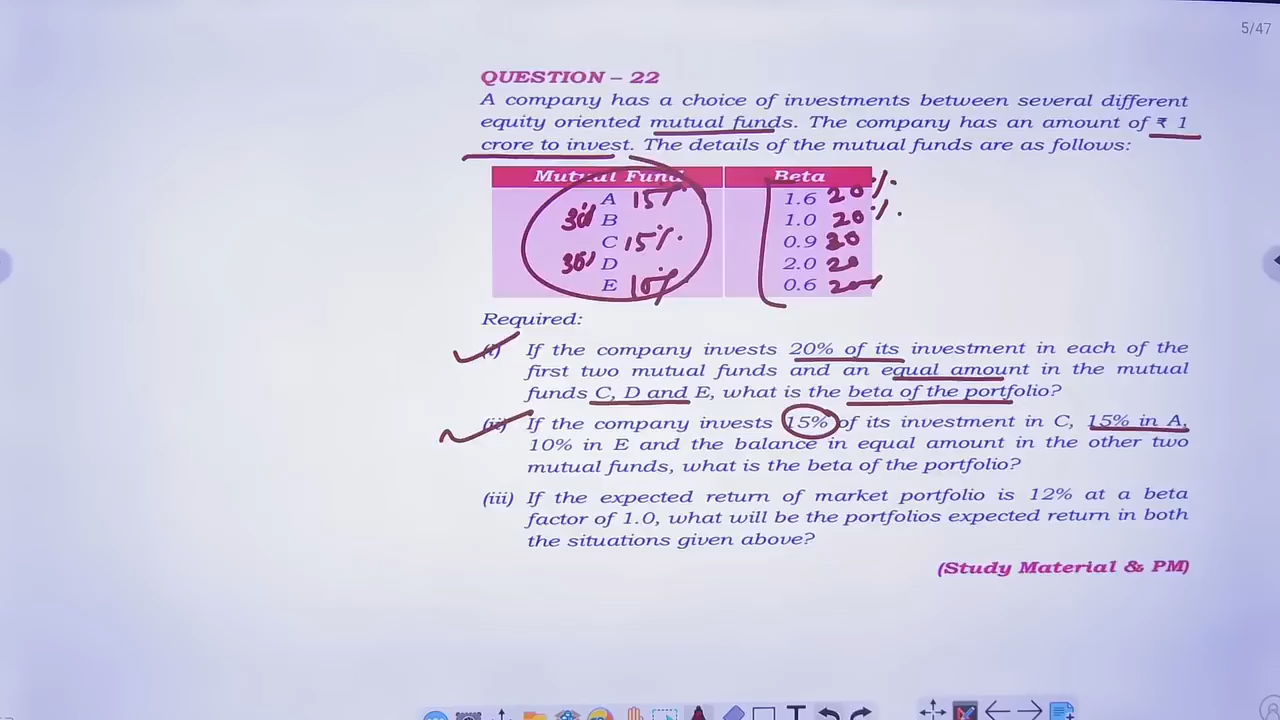 5/47
QUESTION – 22
A company has a choice of investments between several different
equity oriented mutual funds. The company has an amount of ₹ 1
crore to invest. The details of the mutual funds are as follows:
Mutual Fund Beta
A 15% 1.6 20%
30% B 1.0 20%
C 15% 0.9 20
30% D 2.0 20
E 10% 0.6 20%
Required:
(i) If the company invests 20% of its investment in each of the
first two mutual funds and an equal amount in the mutual
funds C, D and E, what is the beta of the portfolio?
(ii) If the company invests 15% of its investment in C, 15% in A,
10% in E and the balance in equal amount in the other two
mutual funds, what is the beta of the portfolio?
(iii) If the expected return of market portfolio is 12% at a beta
factor of 1.0, what will be the portfolios expected return in both
the situations given above?
(Study Material & PM)
T